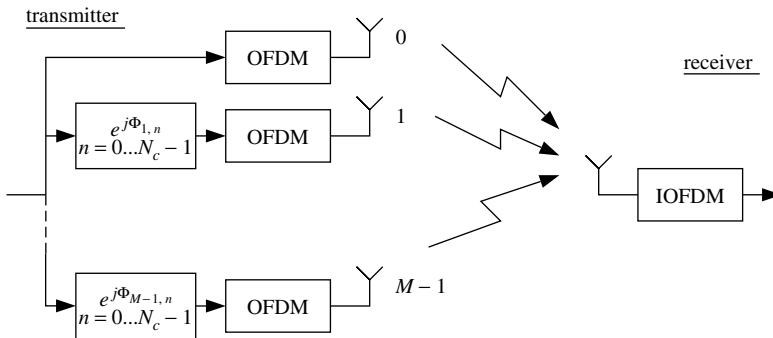 transmitter
OFDM
0
receiver
e^{jΦ_{1, n}}
n = 0...N_c − 1
OFDM
1
IOFDM
e^{jΦ_{M−1, n}}
n = 0...N_c − 1
OFDM
M − 1